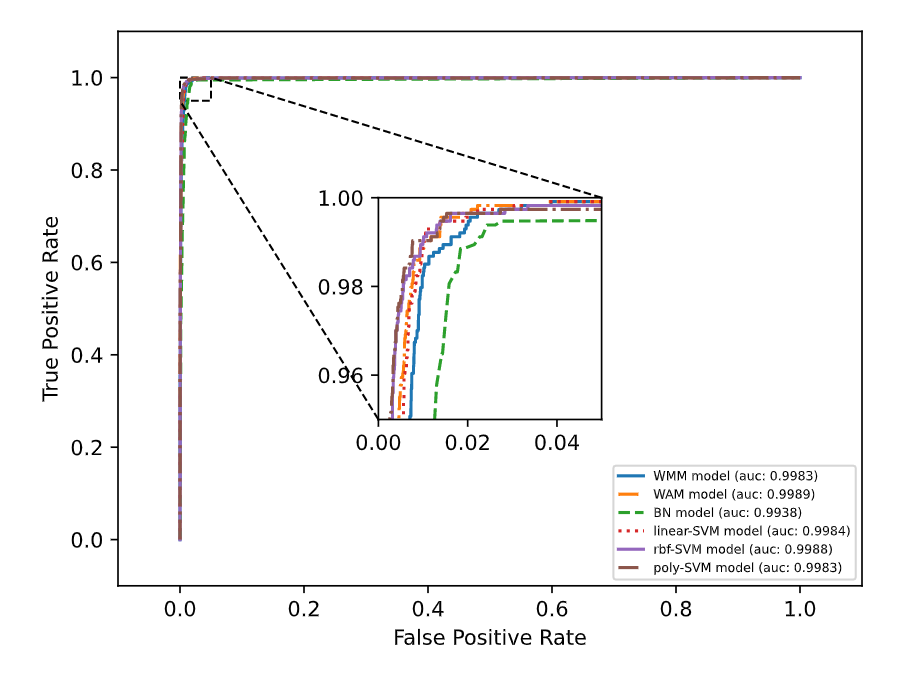 True Positive Rate
1.0
0.8
0.6
0.4
0.2
0.0
1.00
0.98
0.96
0.00 0.02 0.04
WMM model (auc: 0.9983)
WAM model (auc: 0.9989)
BN model (auc: 0.9938)
linear-SVM model (auc: 0.9984)
rbf-SVM model (auc: 0.9988)
poly-SVM model (auc: 0.9983)
0.0 0.2 0.4 0.6 0.8 1.0
False Positive Rate